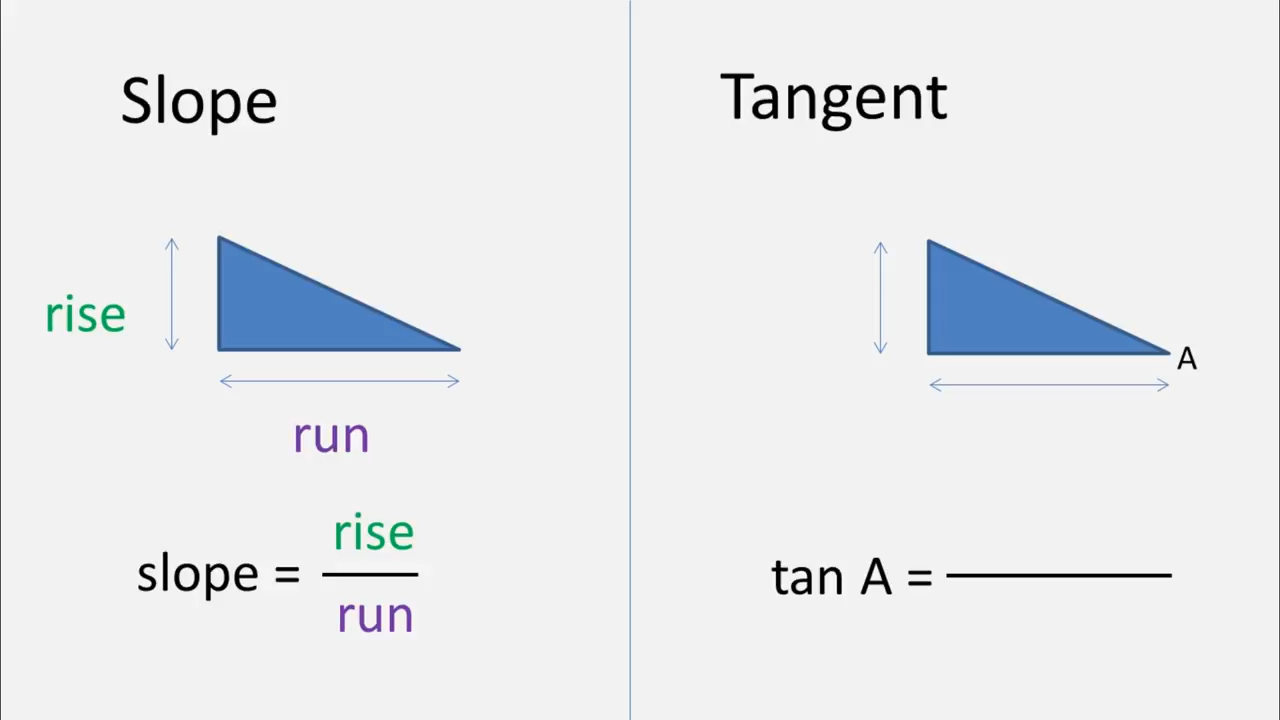 Slope
rise
run
slope =
rise
run
Tangent
A
tan A =